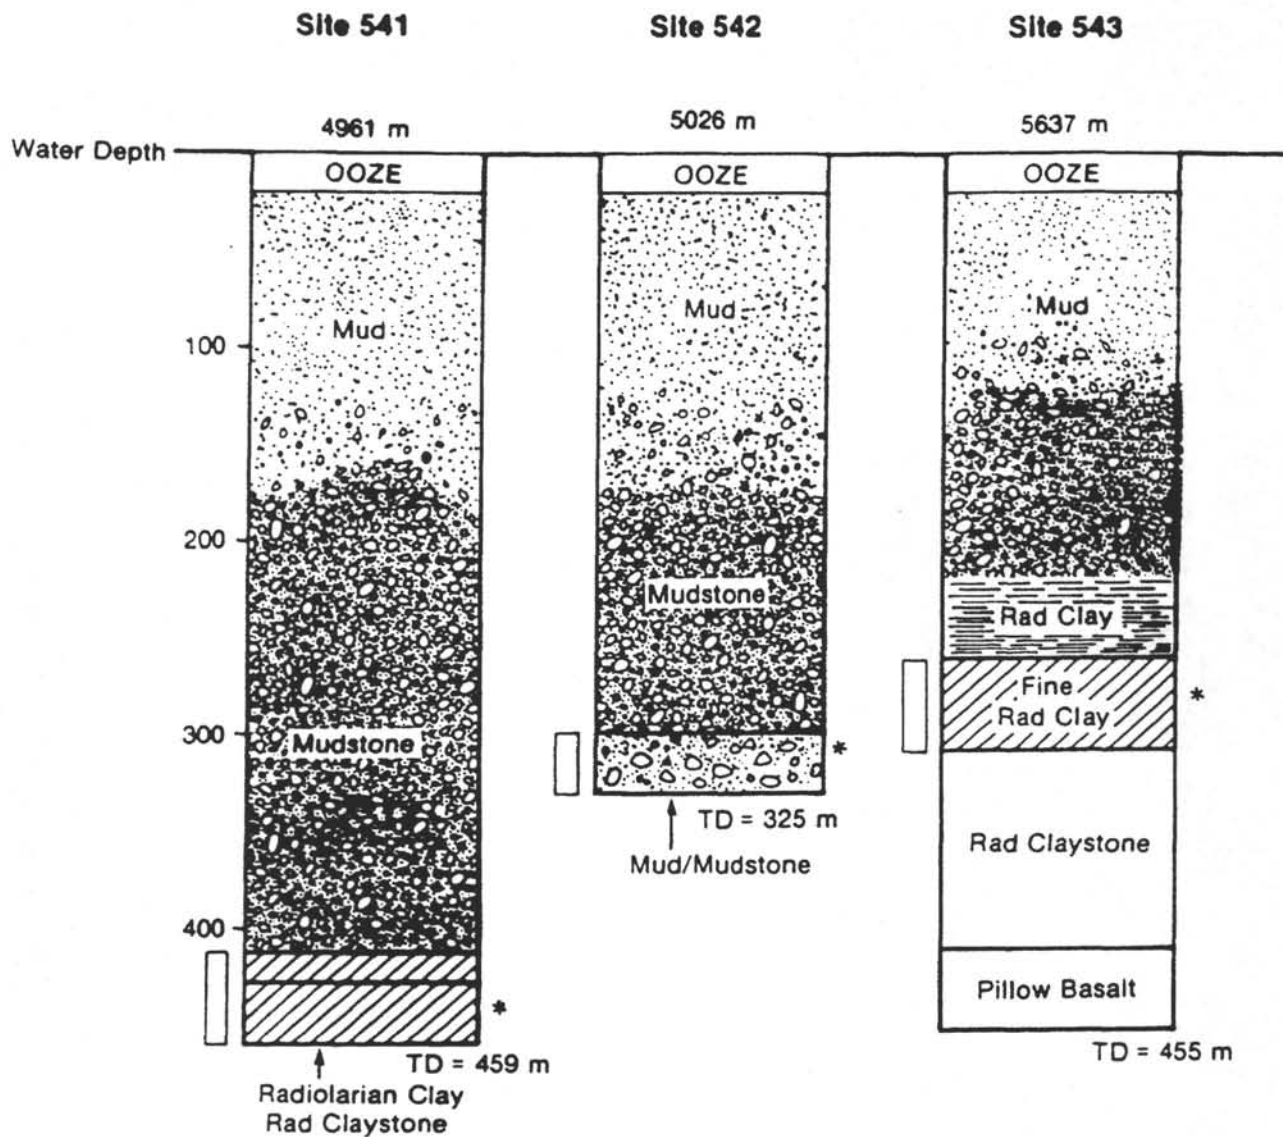 Site 541
Site 542
Site 543
4961 m
5026 m
5637 m
Water Depth
OOZE
OOZE
OOZE
Mud
Mud
Mud
100
200
300
400
Mudstone
Mudstone
Rad Clay
Fine
Rad Clay
*
*
*
TD = 325 m
Mud/Mudstone
Rad Claystone
Pillow Basalt
TD = 459 m
TD = 455 m
Radiolarian Clay
Rad Claystone